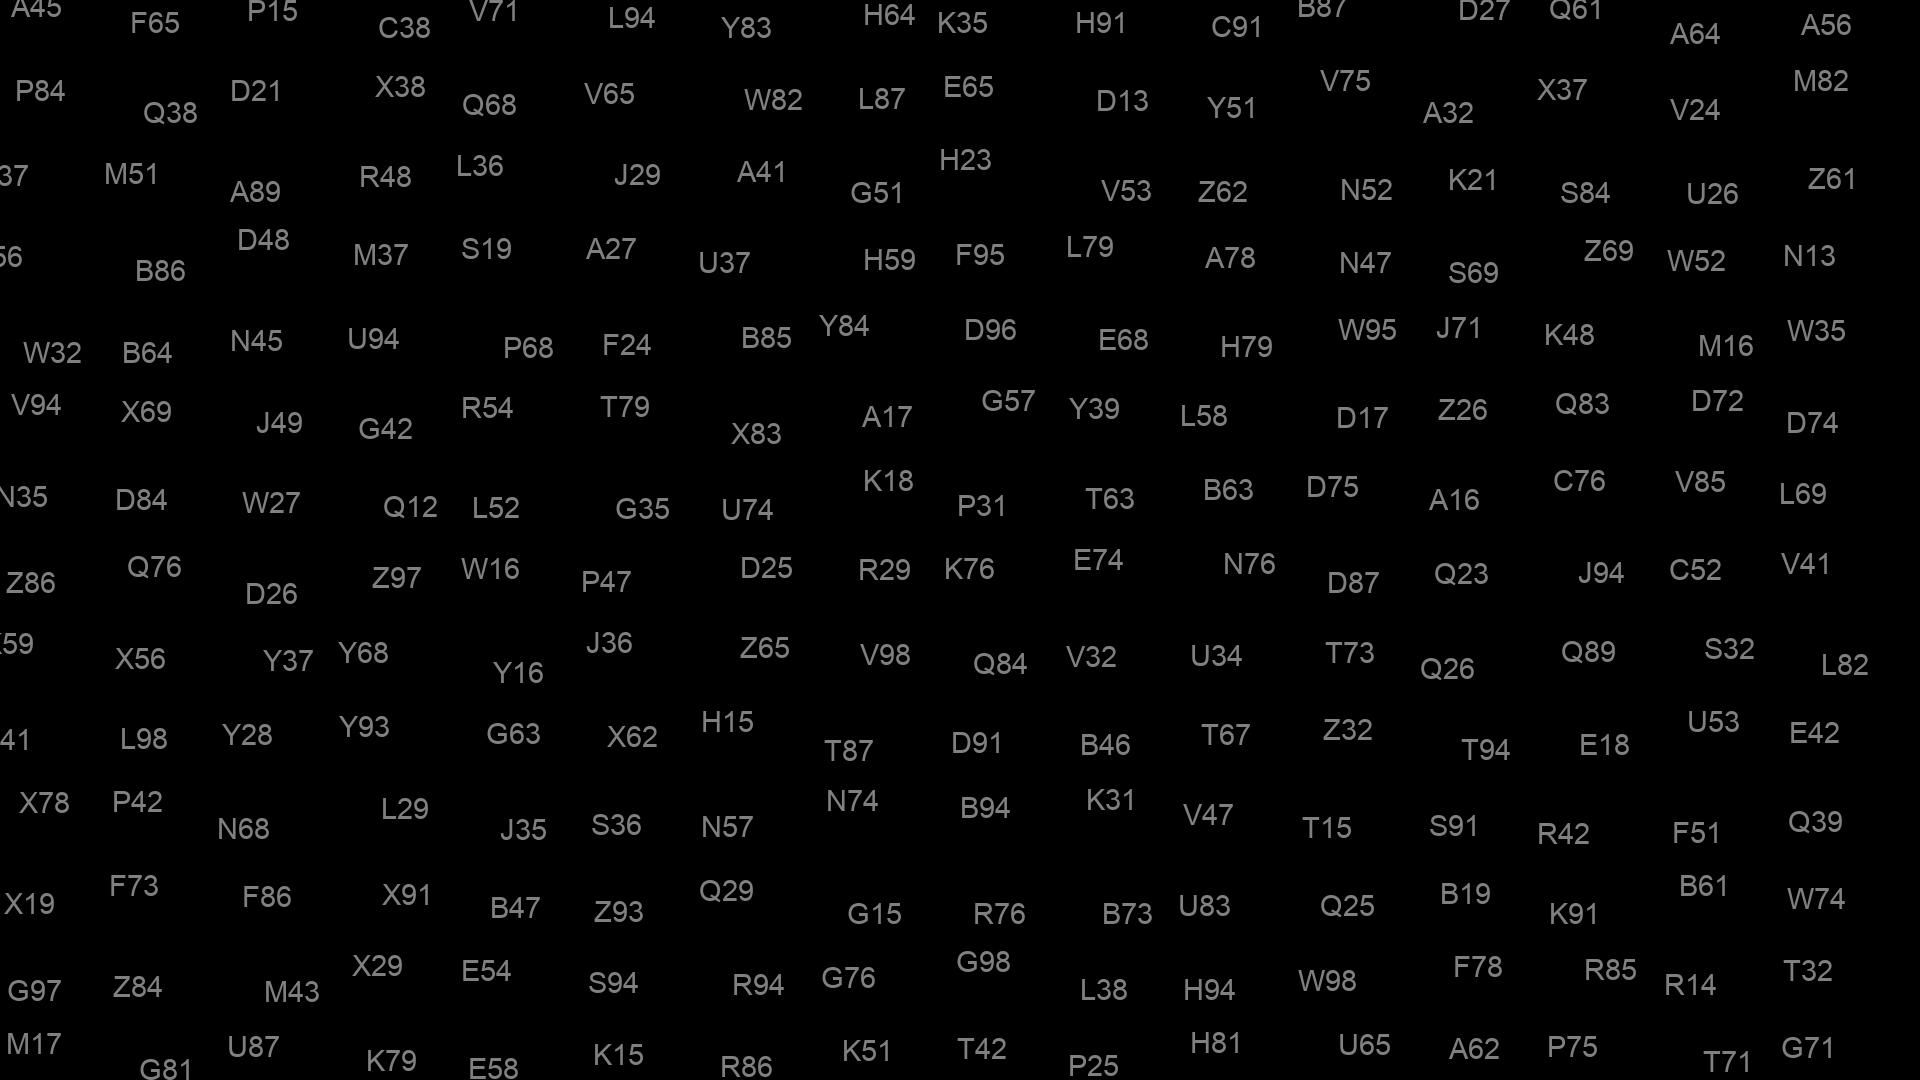 A45 F65 P15 C38 V71 L94 Y83 H64 K35 H91 C91 B87 D27 Q61 A64 A56
P84 Q38 D21 X38 Q68 V65 W82 L87 E65 D13 Y51 V75 A32 X37 V24 M82
37 M51 A89 R48 L36 J29 A41 G51 H23 V53 Z62 N52 K21 S84 U26 Z61
56 B86 D48 M37 S19 A27 U37 H59 F95 L79 A78 N47 S69 Z69 W52 N13
W32 B64 N45 U94 P68 F24 B85 Y84 D96 E68 H79 W95 J71 K48 M16 W35
V94 X69 J49 G42 R54 T79 X83 A17 G57 Y39 L58 D17 Z26 Q83 D72 D74
N35 D84 W27 Q12 L52 G35 U74 K18 P31 T63 B63 D75 A16 C76 V85 L69
Z86 Q76 D26 Z97 W16 P47 D25 R29 K76 E74 N76 D87 Q23 J94 C52 V41
59 X56 Y37 Y68 Y16 J36 Z65 V98 Q84 V32 U34 T73 Q26 Q89 S32 L82
41 L98 Y28 Y93 G63 X62 H15 T87 D91 B46 T67 Z32 T94 E18 U53 E42
X78 P42 N68 L29 J35 S36 N57 N74 B94 K31 V47 T15 S91 R42 F51 Q39
X19 F73 F86 X91 B47 Z93 Q29 G15 R76 B73 U83 Q25 B19 K91 B61 W74
G97 Z84 M43 X29 E54 S94 R94 G76 G98 L38 H94 W98 F78 R85 R14 T32
M17 G81 U87 K79 E58 K15 R86 K51 T42 P25 H81 U65 A62 P75 T71 G71